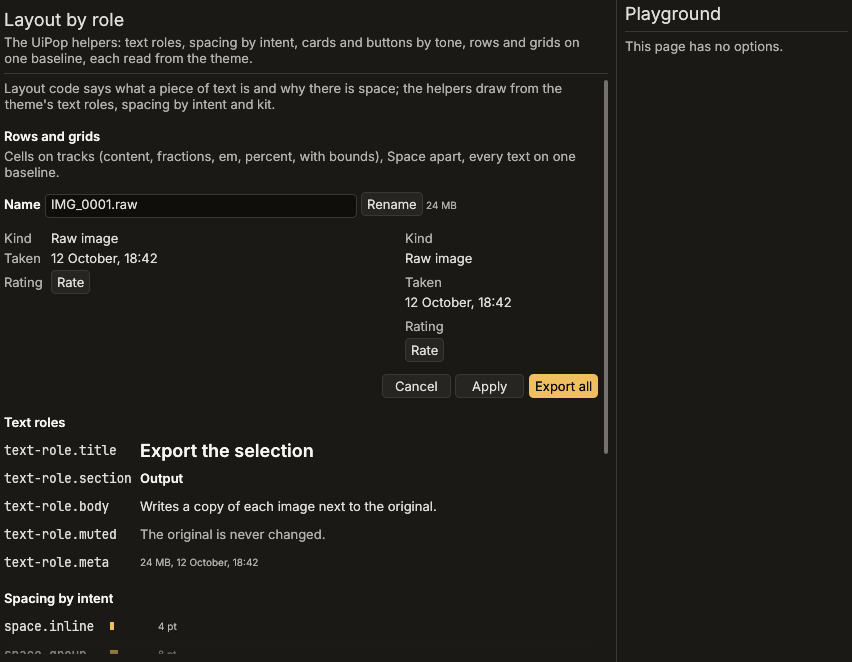 Layout by role
The UiPop helpers: text roles, spacing by intent, cards and buttons by tone, rows and grids on
one baseline, each read from the theme.
Layout code says what a piece of text is and why there is space; the helpers draw from the
theme's text roles, spacing by intent and kit.
Rows and grids
Cells on tracks (content, fractions, em, percent, with bounds), Space apart, every text on one
baseline.
Name IMG_0001.raw Rename 24 MB
Kind Raw image
Taken 12 October, 18:42
Rating Rate
Kind
Raw image
Taken
12 October, 18:42
Rating
Rate
Cancel Apply Export all
Text roles
text-role.title Export the selection
text-role.section Output
text-role.body Writes a copy of each image next to the original.
text-role.muted The original is never changed.
text-role.meta 24 MB, 12 October, 18:42
Spacing by intent
space.inline 4 pt
space.group 8 pt
Playground
This page has no options.